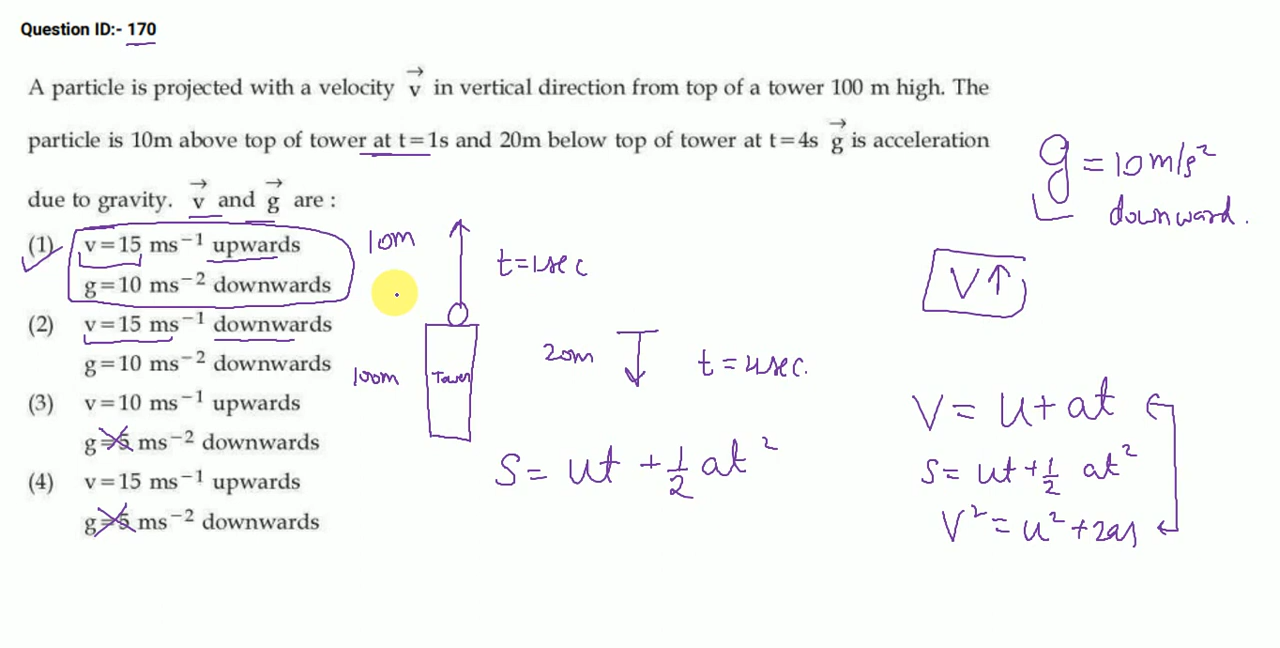 Question ID:- 170
A particle is projected with a velocity v⃗ in vertical direction from top of a tower 100 m high. The
particle is 10m above top of tower at t=1s and 20m below top of tower at t=4s g⃗ is acceleration
due to gravity. v⃗ and g⃗ are :
(1) v=15 ms⁻¹ upwards
g=10 ms⁻² downwards
(2) v=15 ms⁻¹ downwards
g=10 ms⁻² downwards
(3) v=10 ms⁻¹ upwards
g=5 ms⁻² downwards
(4) v=15 ms⁻¹ upwards
g=5 ms⁻² downwards
10m
t=1sec
100m
Tower
20m
t=4sec.
S= ut +½at²
g=10m/s²
downward.
V↑
V= u+at
S= ut+½ at²
V²=u²+2as